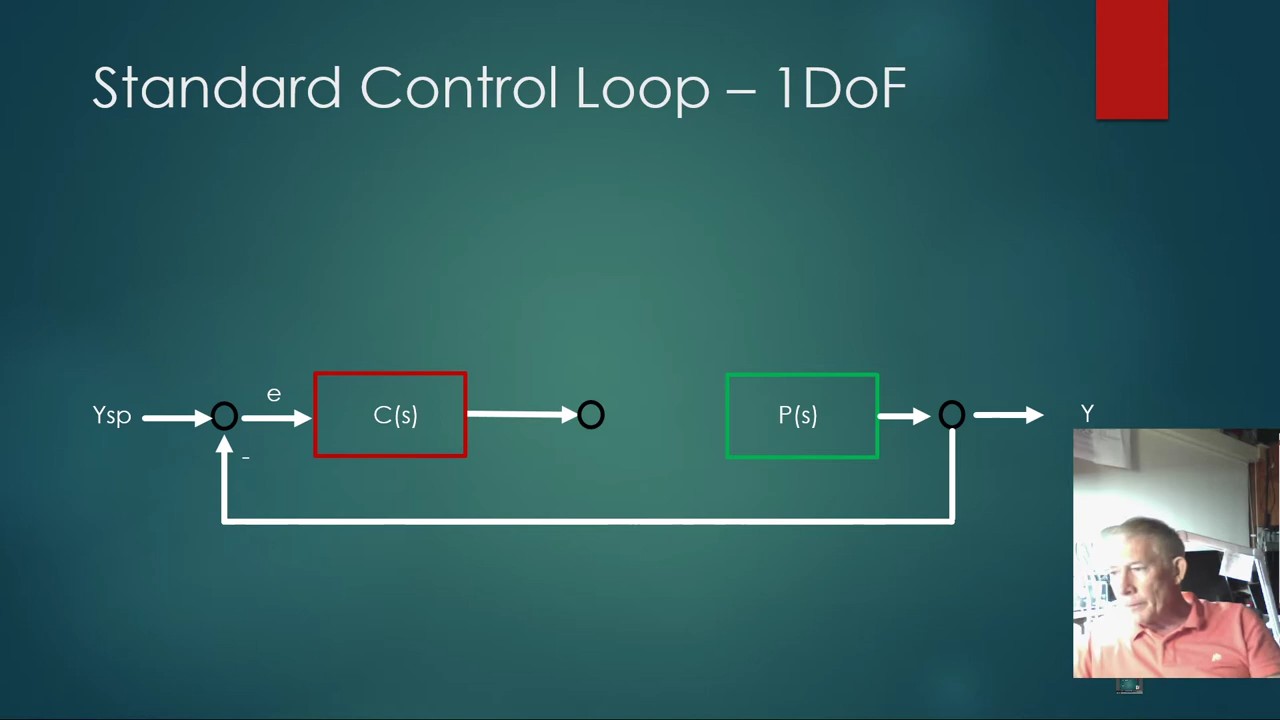 Standard Control Loop – 1DoF
e
Ysp
C(s)
P(s)
Y
-